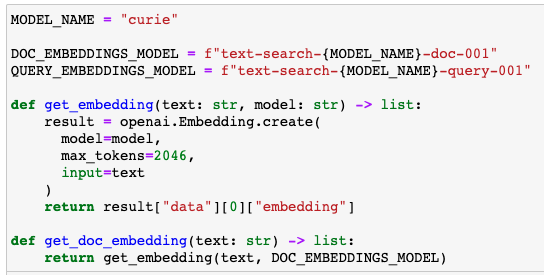 MODEL_NAME = "curie"
DOC_EMBEDDINGS_MODEL = f"text-search-{MODEL_NAME}-doc-001"
QUERY_EMBEDDINGS_MODEL = f"text-search-{MODEL_NAME}-query-001"
def get_embedding(text: str, model: str) -> list:
    result = openai.Embedding.create(
      model=model,
      max_tokens=2046,
      input=text
    )
    return result["data"][0]["embedding"]
def get_doc_embedding(text: str) -> list:
    return get_embedding(text, DOC_EMBEDDINGS_MODEL)